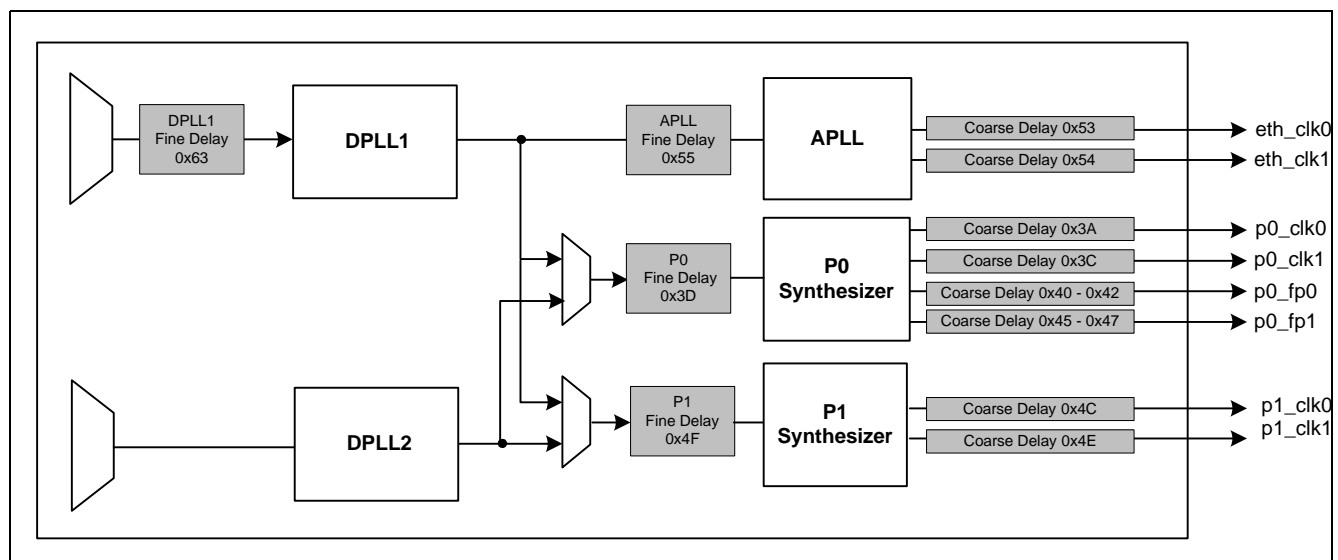 DPLL1
Fine Delay
0x63
DPLL1
APLL
Fine Delay
0x55
APLL
Coarse Delay 0x53
eth_clk0
Coarse Delay 0x54
eth_clk1
P0
Fine Delay
0x3D
P0
Synthesizer
Coarse Delay 0x3A
p0_clk0
Coarse Delay 0x3C
p0_clk1
Coarse Delay 0x40 - 0x42
p0_fp0
Coarse Delay 0x45 - 0x47
p0_fp1
DPLL2
P1
Fine Delay
0x4F
P1
Synthesizer
Coarse Delay 0x4C
p1_clk0
Coarse Delay 0x4E
p1_clk1